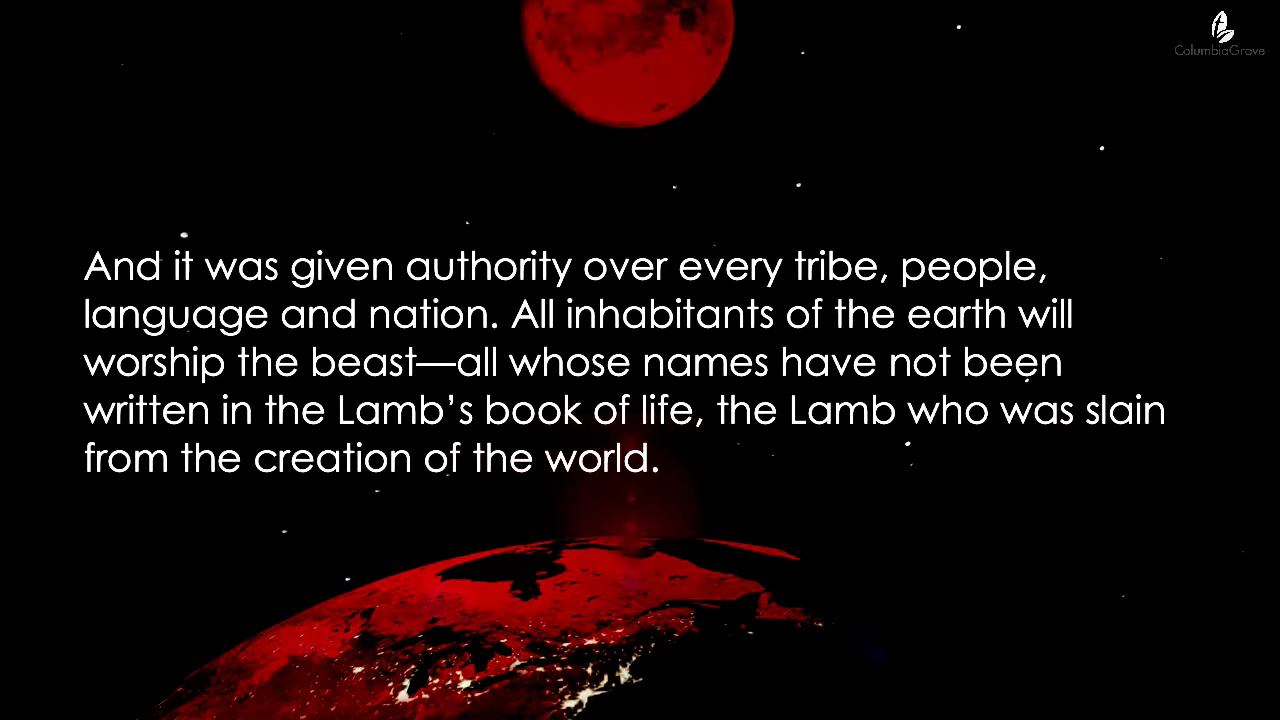 ColumbiaGrove
And it was given authority over every tribe, people,
language and nation. All inhabitants of the earth will
worship the beast—all whose names have not been
written in the Lamb’s book of life, the Lamb who was slain
from the creation of the world.